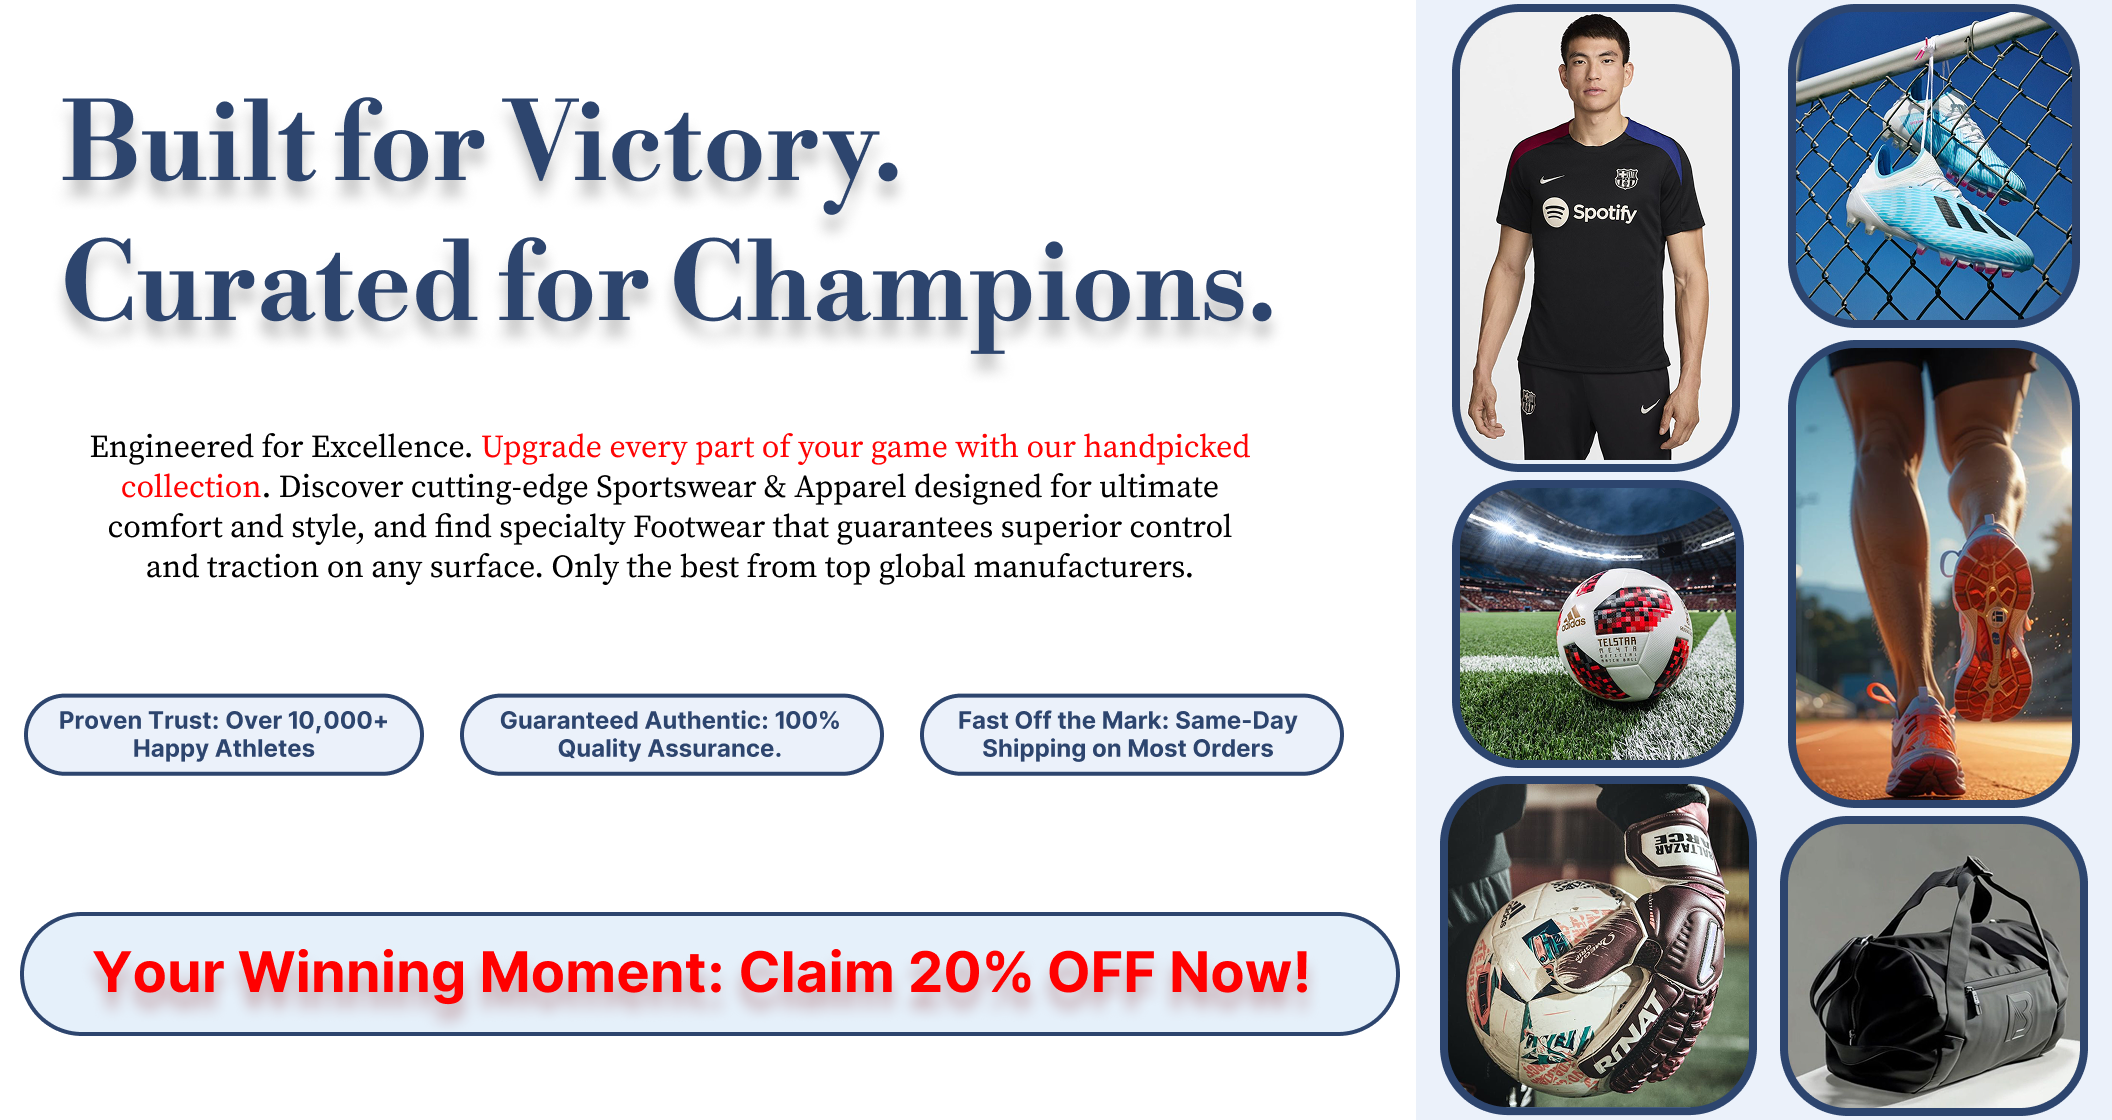 Built for Victory.
Curated for Champions.
Engineered for Excellence. Upgrade every part of your game with our handpicked
collection. Discover cutting-edge Sportswear & Apparel designed for ultimate
comfort and style, and find specialty Footwear that guarantees superior control
and traction on any surface. Only the best from top global manufacturers.
Proven Trust: Over 10,000+
Happy Athletes
Guaranteed Authentic: 100%
Quality Assurance.
Fast Off the Mark: Same-Day
Shipping on Most Orders
Your Winning Moment: Claim 20% OFF Now!
Spotify
adidas
TELSTAR
BALTAZAR
ARCE
adidas
RINAT
B